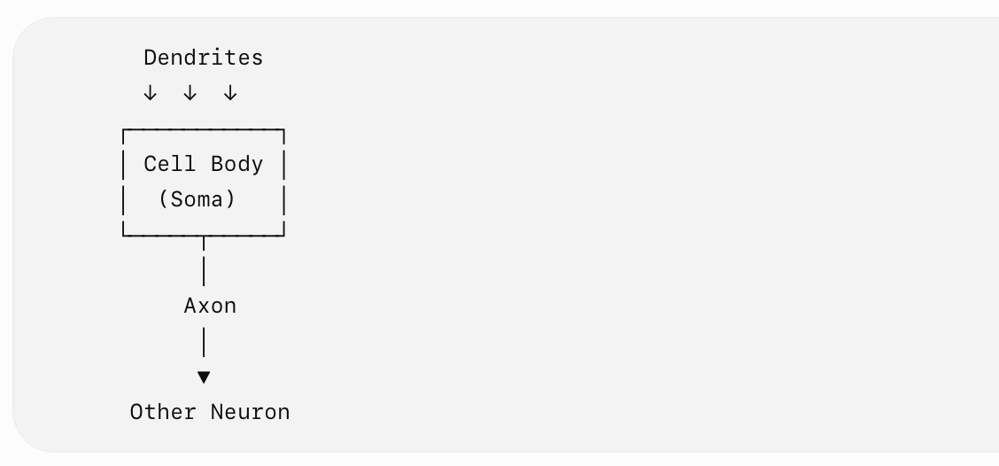 Dendrites
↓ ↓ ↓
Cell Body
(Soma)
Axon
▼
Other Neuron